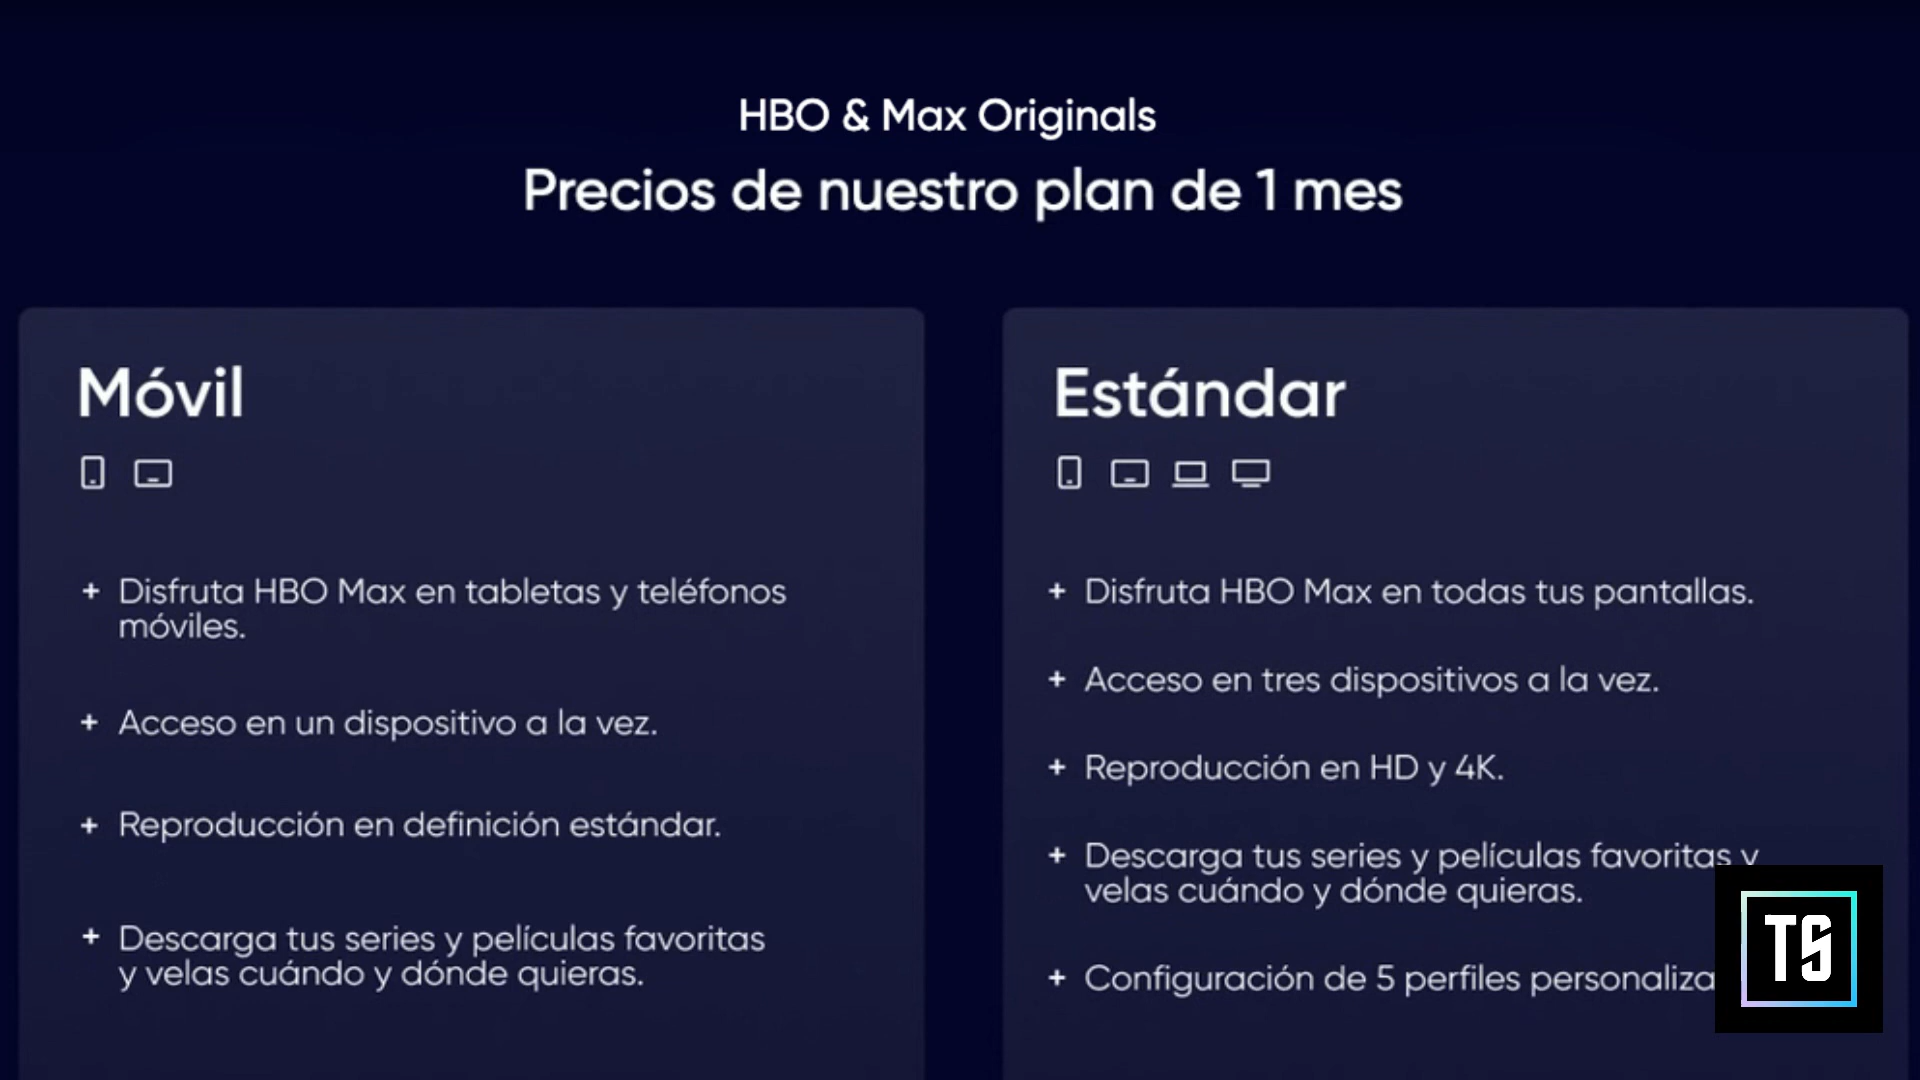 HBO & Max Originals
Precios de nuestro plan de 1 mes
Móvil
+ Disfruta HBO Max en tabletas y teléfonos
móviles.
+ Acceso en un dispositivo a la vez.
+ Reproducción en definición estándar.
+ Descarga tus series y películas favoritas
y velas cuándo y dónde quieras.
Estándar
+ Disfruta HBO Max en todas tus pantallas.
+ Acceso en tres dispositivos a la vez.
+ Reproducción en HD y 4K.
+ Descarga tus series y películas favoritas y
velas cuándo y dónde quieras.
+ Configuración de 5 perfiles personaliza
TS